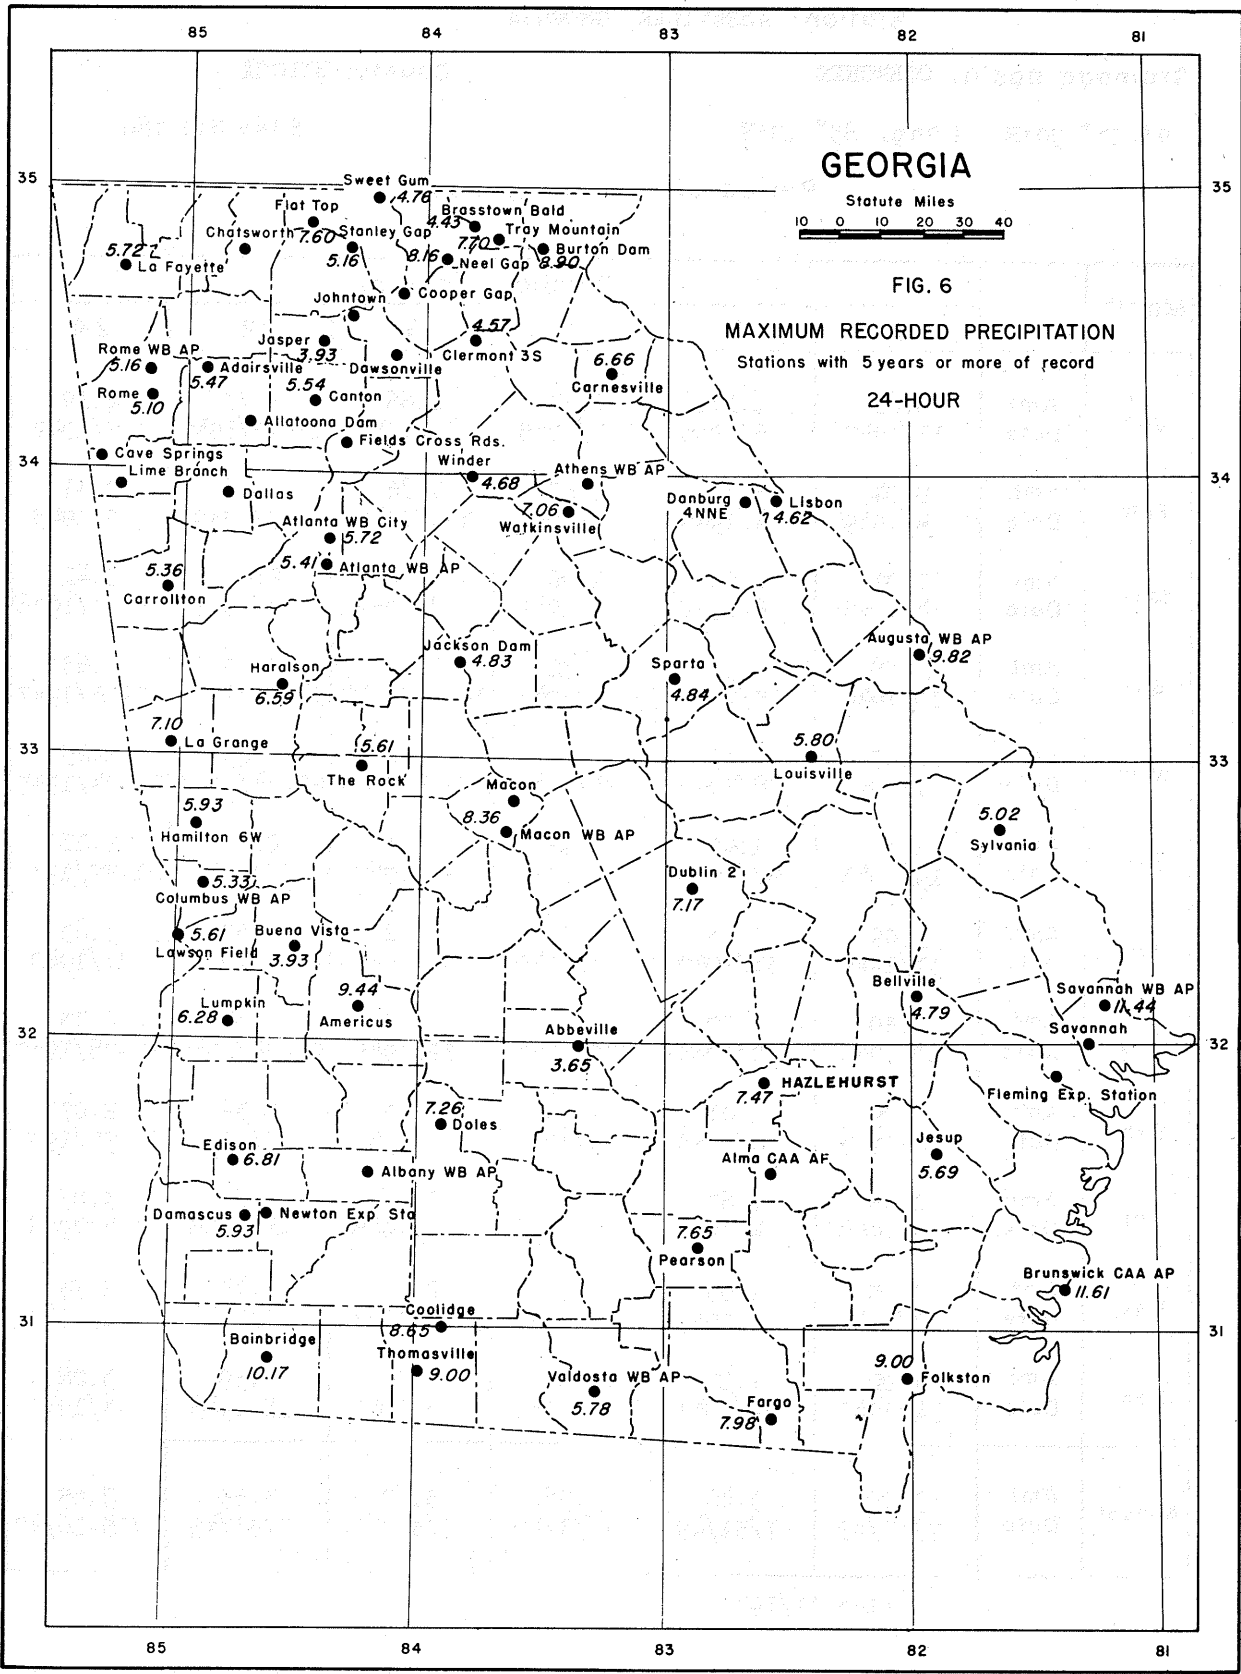 85 84 83 82 81
GEORGIA
Statute Miles
10 0 10 20 30 40
FIG. 6
MAXIMUM RECORDED PRECIPITATION
Stations with 5 years or more of record
24-HOUR
35 35
Sweet Gum
4.76
Flat Top
7.60
Brasstown Bald
4.43
Tray Mountain
7.70
Chatsworth
Stanley Gap
5.16
Burton Dam
8.90
5.72
La Fayette
8.16
Neel Gap
Cooper Gap
Johntown
4.57
Clermont 3S
Jasper
3.93
Dawsonville
Rome WB AP
5.16
Adairsville
5.47
6.66
Carnesville
Rome
5.10
5.54
Canton
Allatoona Dam
Fields Cross Rds.
Cave Springs
Lime Branch
34 34
Winder
4.68
Athens WB AP
Dallas
7.06
Watkinsville
Danburg
4NNE
Lisbon
4.62
Atlanta WB City
5.72
5.41
Atlanta WB AP
5.36
Carrollton
Augusta WB AP
9.82
Jackson Dam
4.83
Sparta
4.84
Haralson
6.59
7.10
La Grange
33 33
5.61
The Rock
5.80
Louisville
Macon
8.36
Macon WB AP
5.93
Hamilton 6W
5.02
Sylvania
5.33
Columbus WB AP
Dublin 2
7.17
5.61
Lawson Field
Buena Vista
3.93
9.44
Americus
Lumpkin
6.28
Bellville
4.79
Savannah WB AP
11.44
Savannah
32 32
Abbeville
3.65
7.47
HAZLEHURST
Fleming Exp. Station
7.26
Doles
Edison
6.81
Albany WB AP
Alma CAA AF
Jesup
5.69
Damascus
5.93
Newton Exp Sta
7.65
Pearson
Brunswick CAA AP
11.61
31 31
Coolidge
8.65
Bainbridge
10.17
Thomasville
9.00
Valdosta WB AP
5.78
9.00
Folkston
Fargo
7.98
85 84 83 82 81